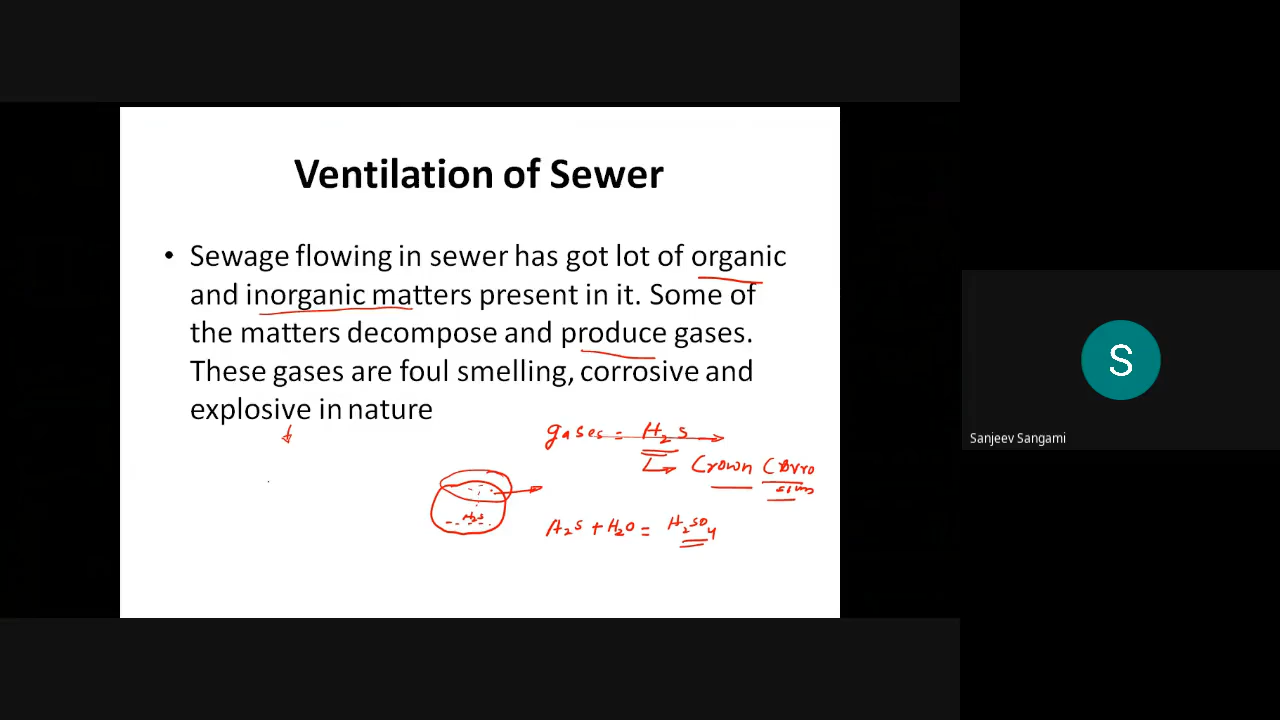 Ventilation of Sewer
• Sewage flowing in sewer has got lot of organic
and inorganic matters present in it. Some of
the matters decompose and produce gases.
These gases are foul smelling, corrosive and
explosive in nature
gases = H₂S
Crown Corro
sion
H₂S
H₂S + H₂O = H₂SO₄
S
Sanjeev Sangami